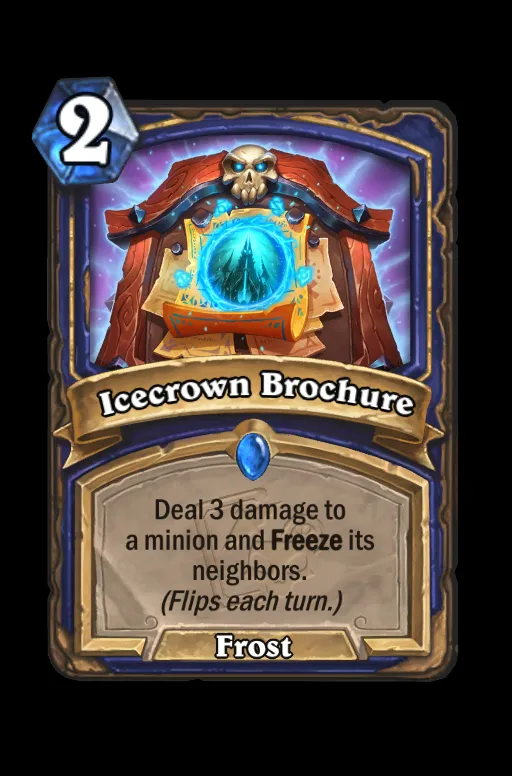 2
Icecrown Brochure
Deal 3 damage to
a minion and Freeze its
neighbors.
(Flips each turn.)
Frost